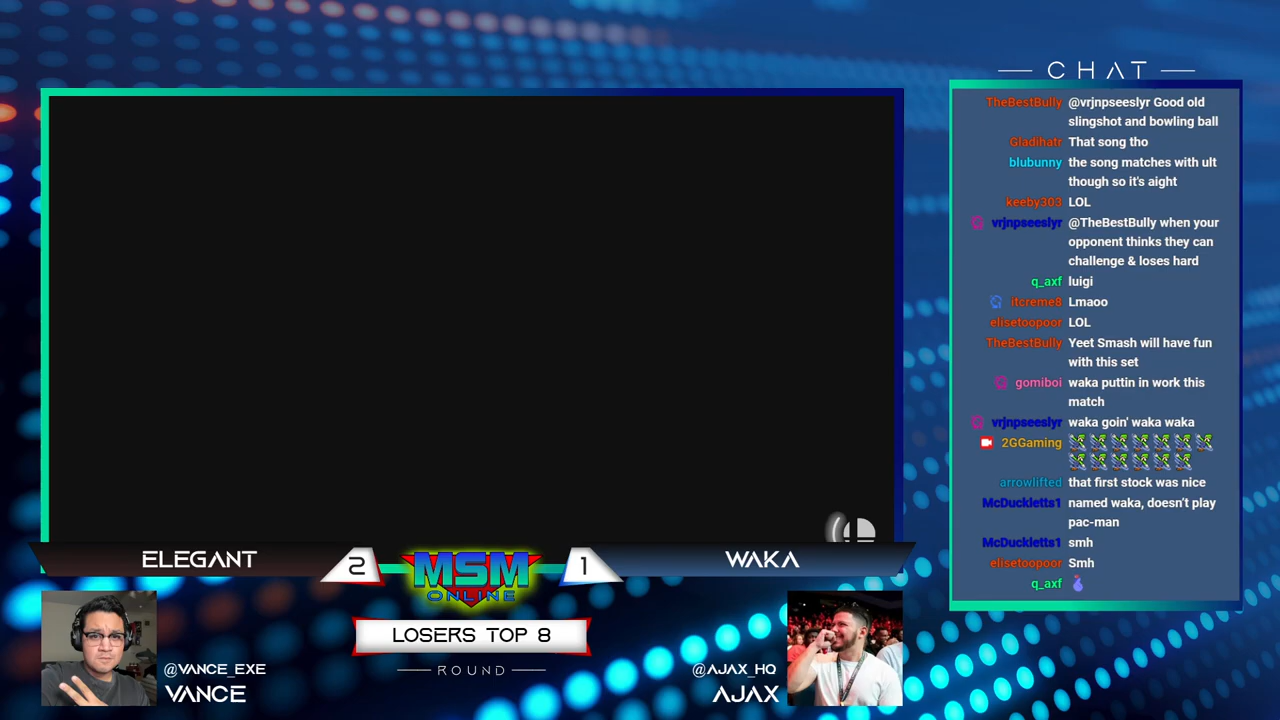 CHAT
TheBestBully @vrjnpseeslyr Good old
slingshot and bowling ball
Gladihatr That song tho
blubunny the song matches with ult
though so it's aight
keeby303 LOL
vrjnpseeslyr @TheBestBully when your
opponent thinks they can
challenge & loses hard
q_axf luigi
itcreme8 Lmaoo
elisetoopoor LOL
TheBestBully Yeet Smash will have fun
with this set
gomiboi waka puttin in work this
match
vrjnpseeslyr waka goin' waka waka
2GGaming
arrowlifted that first stock was nice
McDuckletts1 named waka, doesn't play
pac-man
McDuckletts1 smh
elisetoopoor Smh
q_axf
ELEGANT 2 MSM 1 WAKA
ONLINE
LOSERS TOP 8
ROUND
@VANCE_EXE
VANCE
@AJAX_HQ
AJAX